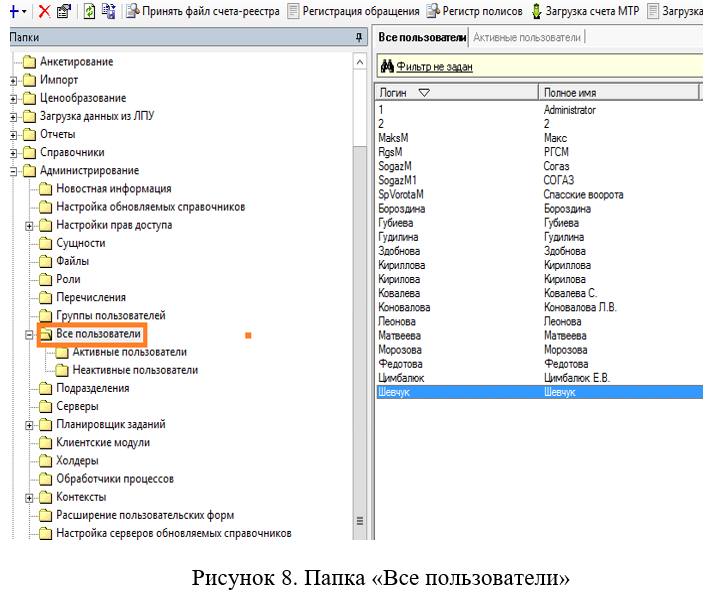 Принять файл счета-реестра Регистрация обращения Регистр полисов Загрузка счета МТР Загрузка
Папки
Анкетирование
Импорт
Ценообразование
Загрузка данных из ЛПУ
Отчеты
Справочники
Администрирование
Новостная информация
Настройка обновляемых справочников
Настройки прав доступа
Сущности
Файлы
Роли
Перечисления
Группы пользователей
Все пользователи
Активные пользователи
Неактивные пользователи
Подразделения
Серверы
Планировщик заданий
Клиентские модули
Холдеры
Обработчики процессов
Контексты
Расширение пользовательских форм
Настройка серверов обновляемых справочников
Все пользователи Активные пользователи
Фильтр не задан
Логин Полное имя
1 Administrator
2 2
MaksM Макс
RgsM РГСМ
SogazM Согаз
SogazM1 СОГАЗ
SpVorotaM Спасские воорота
Бороздина Бороздина
Губиева Губиева
Гудилина Гудилина
Здобнова Здобнова
Кириллова Кириллова
Кирилова Кирилова
Ковалева Ковалева С.
Коновалова Коновалова Л.В.
Леонова Леонова
Матвеева Матвеева
Морозова Морозова
Федотова Федотова
Цимбалюк Цимбалюк Е.В.
Шевчук Шевчук
Рисунок 8. Папка «Все пользователи»